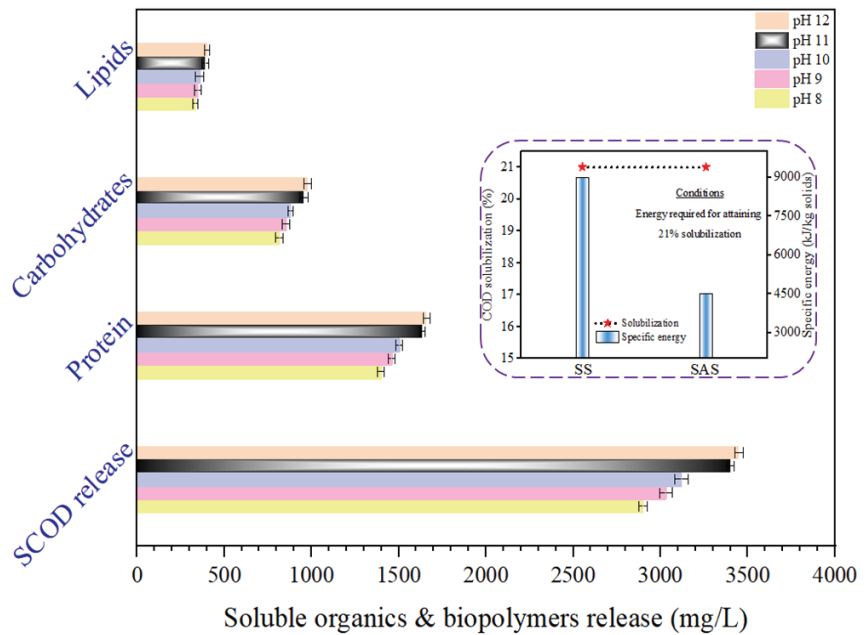 Lipids
Carbohydrates
Protein
SCOD release
pH 12
pH 11
pH 10
pH 9
pH 8
21
20
19
18
17
16
15
COD solubilization (%)
Conditions
Energy required for attaining
21% solubilization
Solubilization
Specific energy
SS SAS
9000
7500
6000
4500
3000
Specific energy (kJ/kg solids)
0 500 1000 1500 2000 2500 3000 3500 4000
Soluble organics & biopolymers release (mg/L)